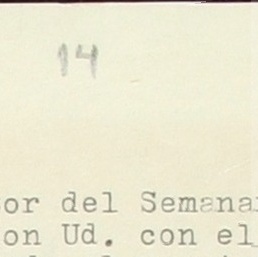 14
or del Semana
on Ud. con el